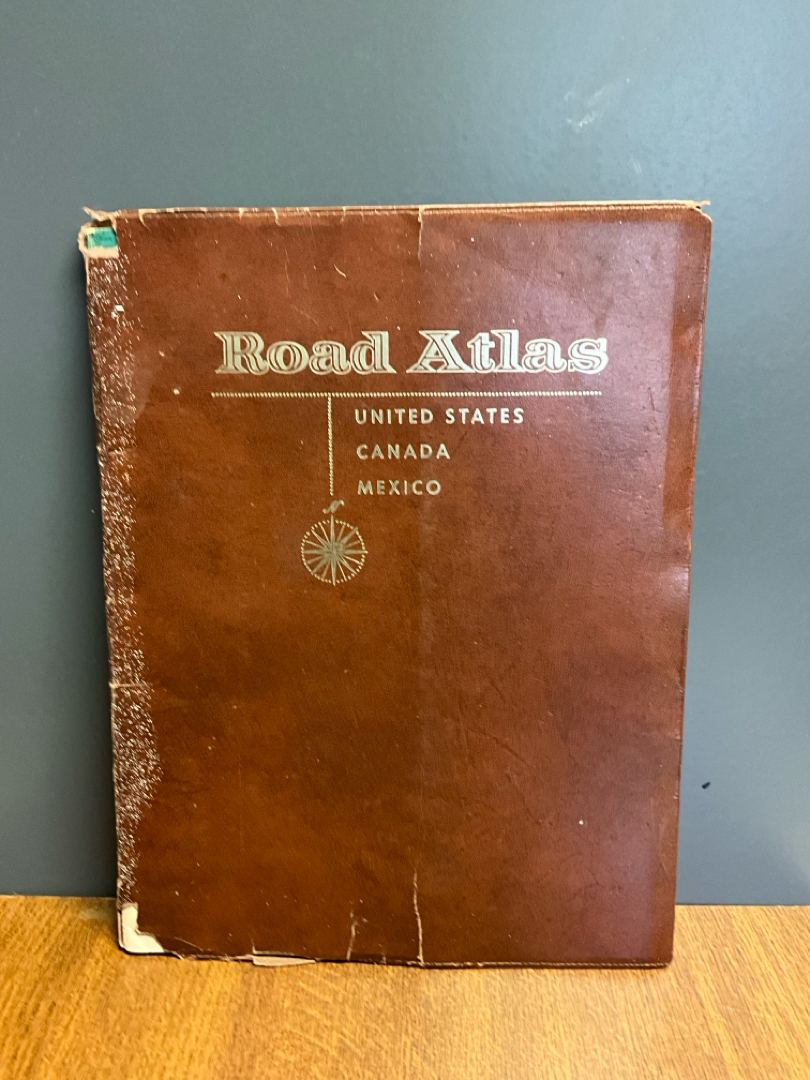 Road Atlas
UNITED STATES
CANADA
MEXICO